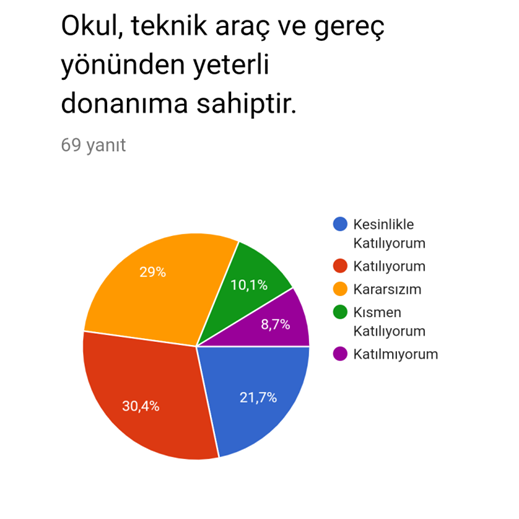 Okul, teknik araç ve gereç
yönünden yeterli
donanıma sahiptir.
69 yanıt
Kesinlikle
Katılıyorum
Katılıyorum
Kararsızım
Kısmen
Katılıyorum
Katılmıyorum
29%
10,1%
8,7%
21,7%
30,4%